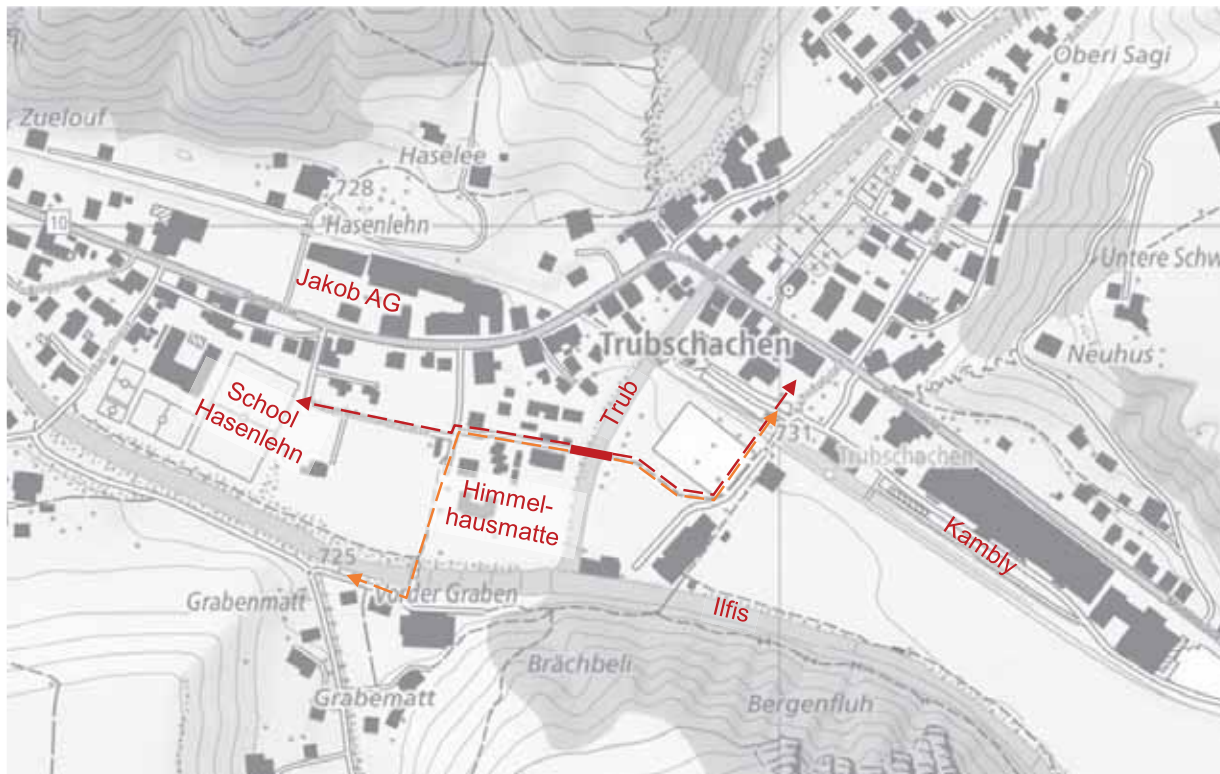 Oberi Sagi
Zuelouf
Haselee
728
Hasenlehn
10
Untere Schw
Jakob AG
Trubschachen
Neuhus
School
Hasenlehn
Trub
731
Trubschachen
Himmel-
hausmatte
Kambly
725
vorder Graben
Grabenmatt
Ilfis
Brächbeli
Grabematt
Bergenfluh